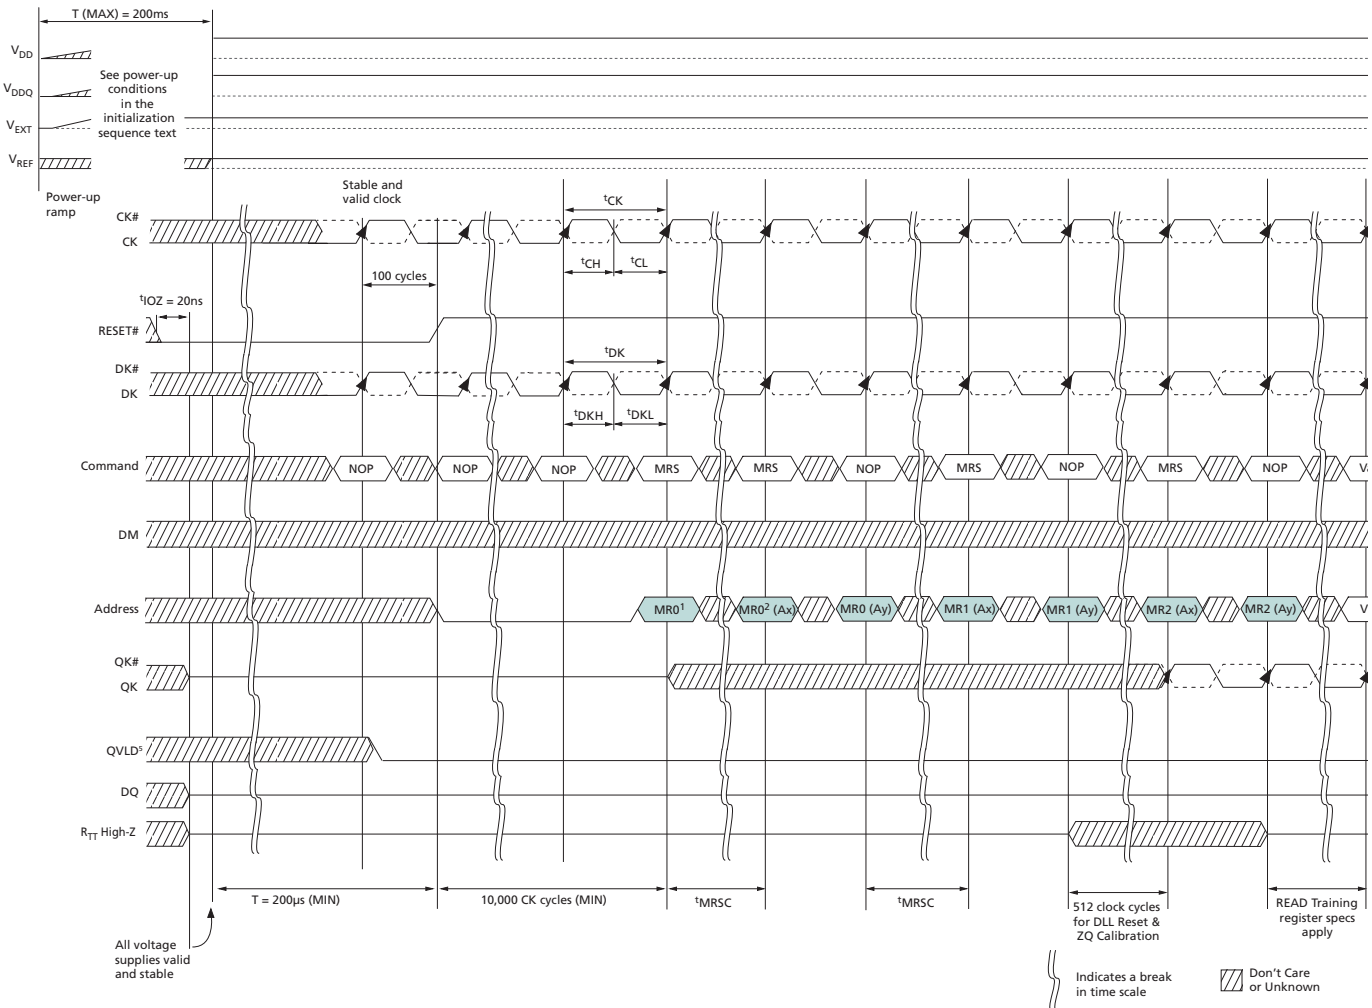 T (MAX) = 200ms
VDD
VDDQ
VEXT
VREF
See power-up
conditions
in the
initialization
sequence text
Power-up
ramp
Stable and
valid clock
CK#
CK
tCK
tCH
tCL
100 cycles
tIOZ = 20ns
RESET#
tDK
DK#
DK
tDKH
tDKL
Command
NOP
NOP
NOP
MRS
MRS
NOP
MRS
NOP
MRS
NOP
DM
Address
MR0¹
MR0² (Ax)
MR0 (Ay)
MR1 (Ax)
MR1 (Ay)
MR2 (Ax)
MR2 (Ay)
V
QK#
QK
QVLD⁵
DQ
RTT High-Z
T = 200µs (MIN)
10,000 CK cycles (MIN)
tMRSC
tMRSC
512 clock cycles
for DLL Reset &
ZQ Calibration
READ Training
register specs
apply
All voltage
supplies valid
and stable
Indicates a break
in time scale
Don't Care
or Unknown